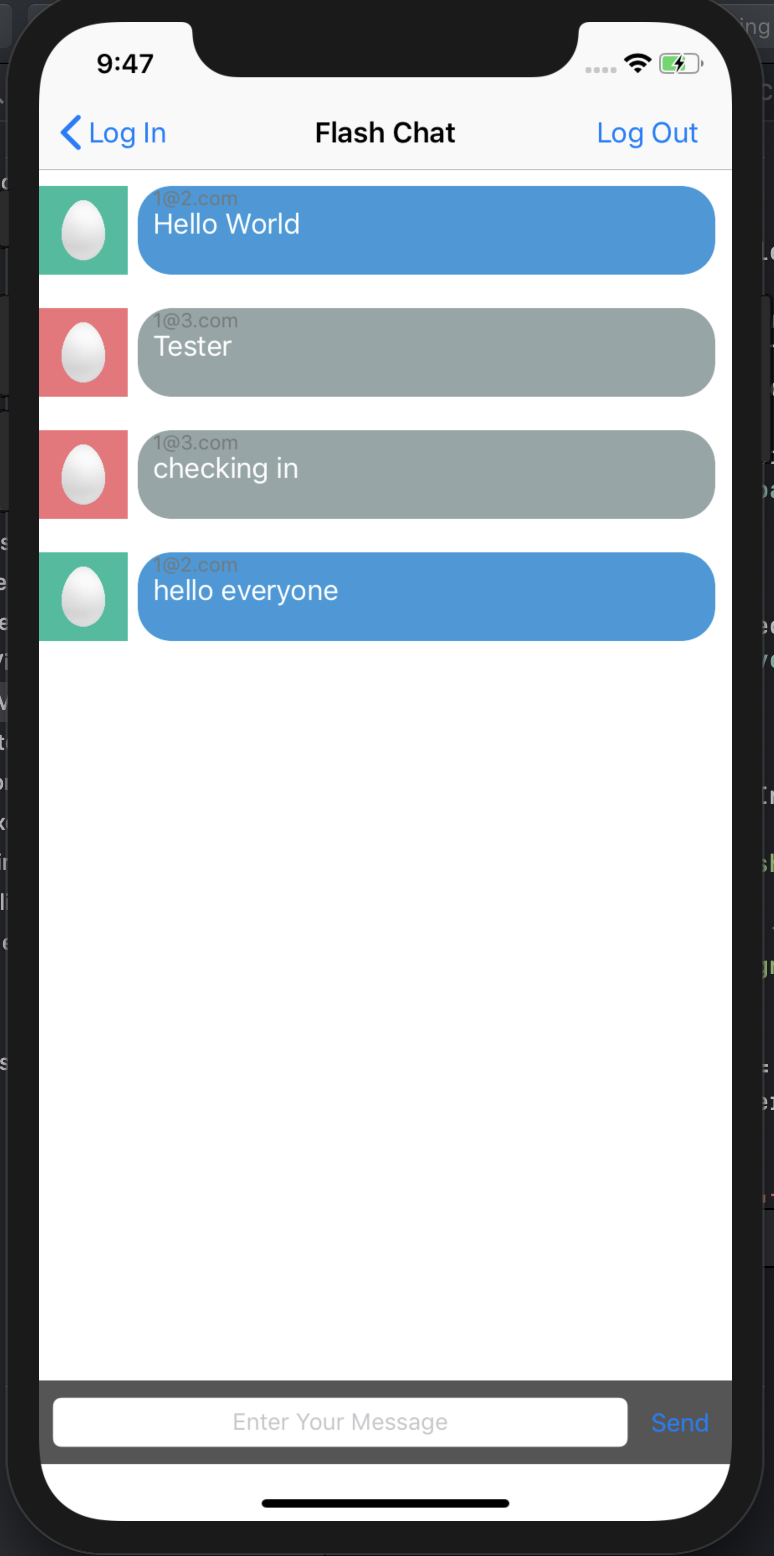 9:47
Log In
Flash Chat
Log Out
1@2.com
Hello World
1@3.com
Tester
1@3.com
checking in
1@2.com
hello everyone
Enter Your Message
Send